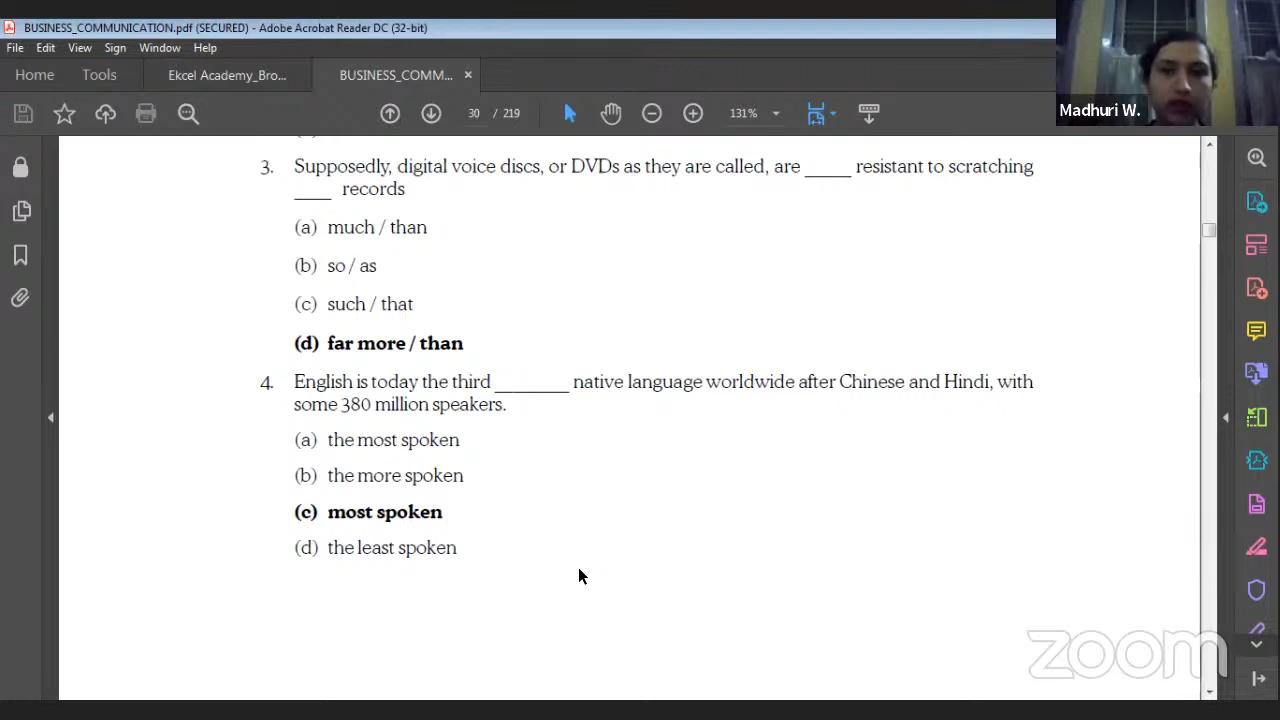 BUSINESS_COMMUNICATION.pdf (SECURED) - Adobe Acrobat Reader DC (32-bit)
File Edit View Sign Window Help
Home Tools Ekcel Academy_Bro... BUSINESS_COMM... ×
30 / 219 131%
Madhuri W.
3. Supposedly, digital voice discs, or DVDs as they are called, are _____ resistant to scratching
____ records
(a) much / than
(b) so / as
(c) such / that
(d) far more / than
4. English is today the third ________ native language worldwide after Chinese and Hindi, with
some 380 million speakers.
(a) the most spoken
(b) the more spoken
(c) most spoken
(d) the least spoken
zoom